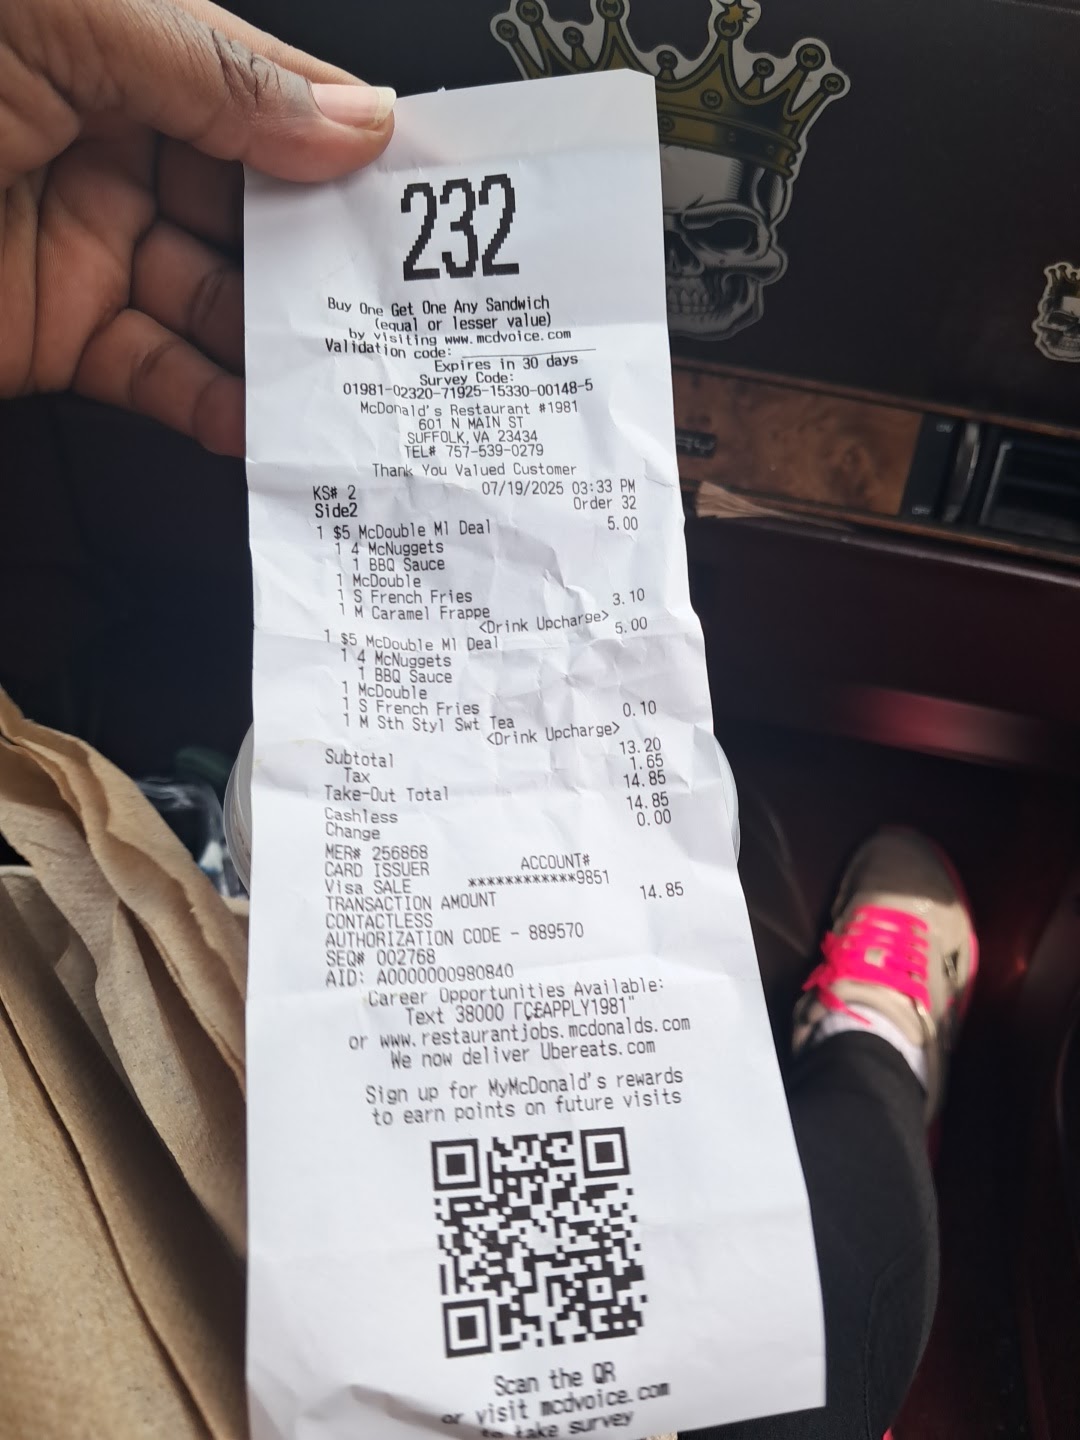 232
Buy One Get One Any Sandwich
(equal or lesser value)
by visiting www.mcdvoice.com
Validation code: ____________
Expires in 30 days
Survey Code:
01981-02320-71925-15330-00148-5
McDonald's Restaurant #1981
601 N MAIN ST
SUFFOLK, VA 23434
TEL# 757-539-0279
Thank You Valued Customer
KS# 2 07/19/2025 03:33 PM
Side2 Order 32
1 $5 McDouble Ml Deal 5.00
1 4 McNuggets
1 BBQ Sauce
1 McDouble
1 S French Fries
1 M Caramel Frappe 3.10
<Drink Upcharge>
1 $5 McDouble Ml Deal 5.00
1 4 McNuggets
1 BBQ Sauce
1 McDouble
1 S French Fries
1 M Sth Styl Swt Tea 0.10
<Drink Upcharge>
Subtotal 13.20
Tax 1.65
Take-Out Total 14.85
Cashless 14.85
Change 0.00
MER# 256868
CARD ISSUER ACCOUNT#
Visa SALE ************9851
TRANSACTION AMOUNT 14.85
CONTACTLESS
AUTHORIZATION CODE - 889570
SEQ# 002768
AID: A0000000980840
Career Opportunities Available:
Text 38000 APPLY1981"
or www.restaurantjobs.mcdonalds.com
We now deliver Ubereats.com
Sign up for MyMcDonald's rewards
to earn points on future visits
Scan the QR
or visit mcdvoice.com
to take survey